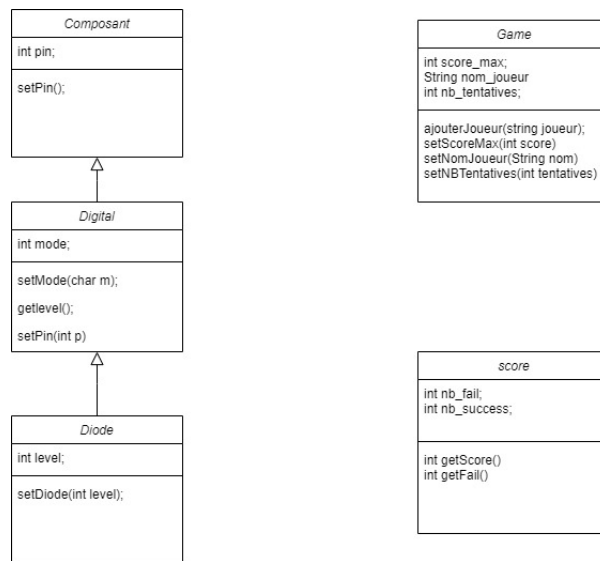 Composant
int pin;
setPin();
Digital
int mode;
setMode(char m);
getlevel();
setPin(int p)
Diode
int level;
setDiode(int level);
Game
int score_max;
String nom_joueur
int nb_tentatives;
ajouterJoueur(string joueur);
setScoreMax(int score)
setNomJoueur(String nom)
setNBTentatives(int tentatives)
score
int nb_fail;
int nb_success;
int getScore()
int getFail()